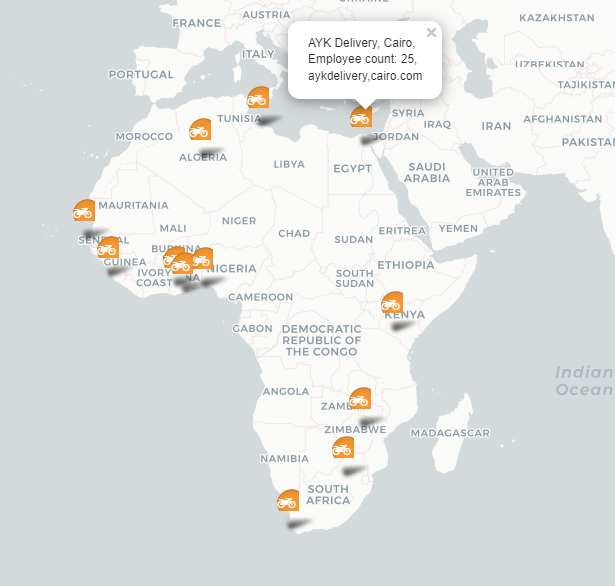 AUSTRIA
FRANCE
KAZAKHSTAN
AYK Delivery, Cairo,
Employee count: 25,
aykdelivery,cairo.com
×
ITALY
PORTUGAL
UZBEKISTAN
TAJIKISTAN
TUNISIA
SYRIA
MOROCCO
JORDAN
IRAQ
IRAN
AFGHANISTAN
PAKISTAN
ALGERIA
LIBYA
EGYPT
SAUDI
ARABIA
UNITED
ARAB
EMIRATES
MAURITANIA
MALI
NIGER
CHAD
SUDAN
ERITREA
YEMEN
SENEGAL
BURKINA
GUINEA
IVORY
COAST
NA
NIGERIA
SOUTH
SUDAN
ETHIOPIA
CAMEROON
KENYA
GABON
DEMOCRATIC
REPUBLIC OF
THE CONGO
Indian
Ocean
ANGOLA
ZAMB
ZIMBABWE
MADAGASCAR
NAMIBIA
SOUTH
AFRICA